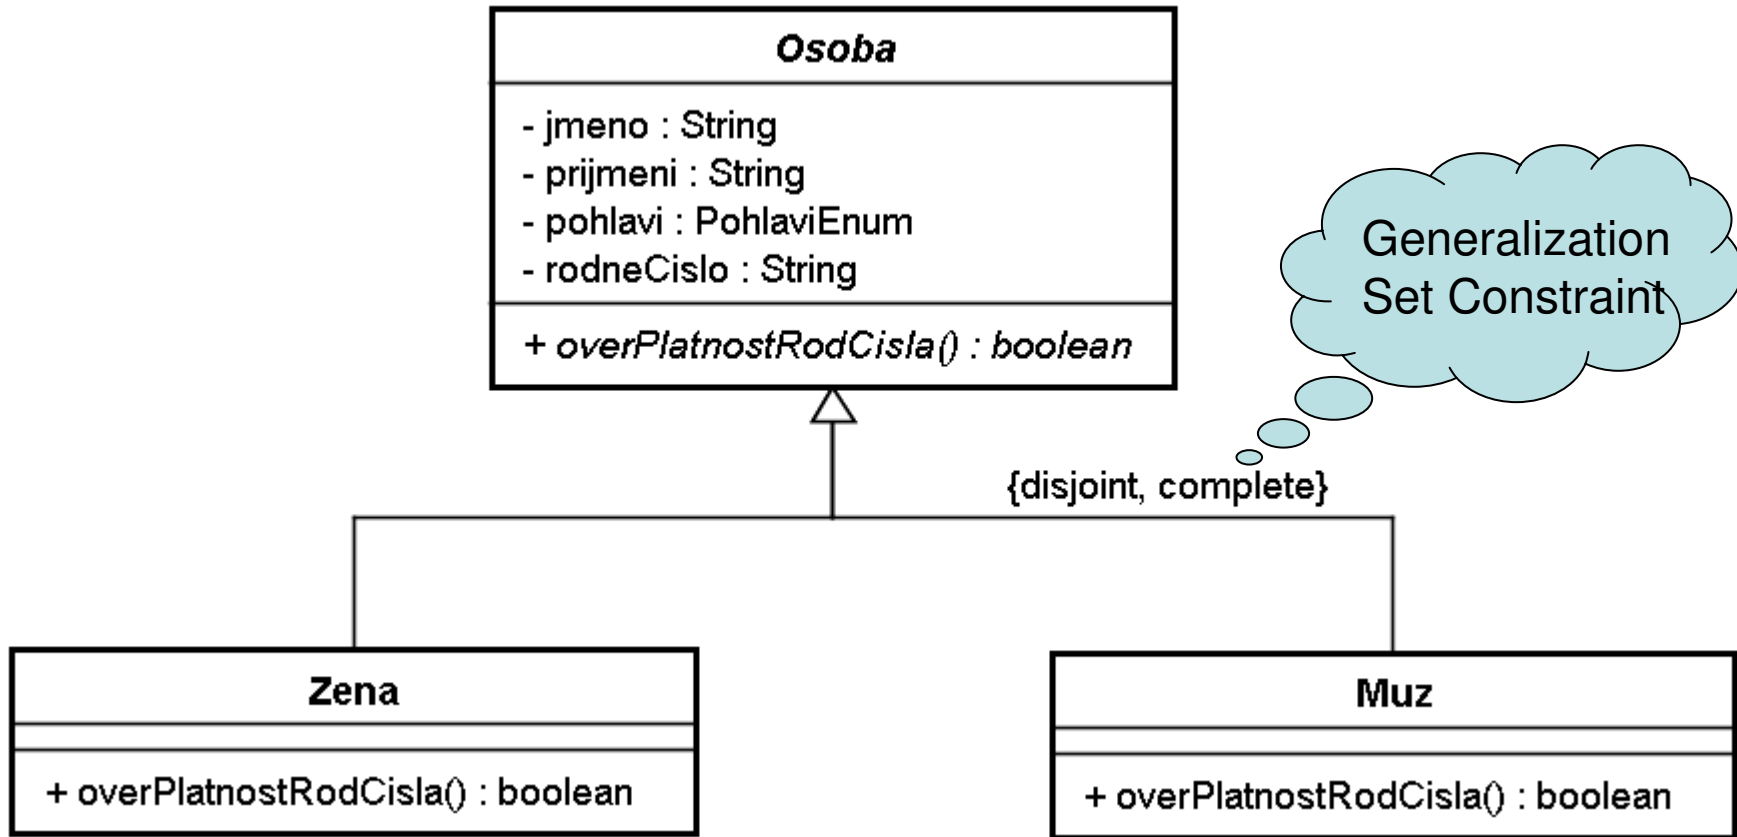 Osoba
- jmeno : String
- prijmeni : String
- pohlavi : PohlaviEnum
- rodneCislo : String
+ overPlatnostRodCisla() : boolean
Generalization
Set Constraint
{disjoint, complete}
Zena
+ overPlatnostRodCisla() : boolean
Muz
+ overPlatnostRodCisla() : boolean